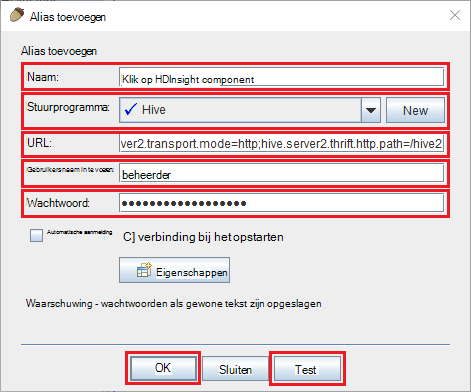 Alias toevoegen
Alias toevoegen
Naam: Klik op HDInsight component
Stuurprogramma: Hive New
URL: ver2.transport.mode=http;hive.server2.thrift.http.path=/hive2
Gebruikersnaam in te voeren: beheerder
Wachtwoord: ••••••••••••••••••
Automatische aanmelding C] verbinding bij het opstarten
Eigenschappen
Waarschuwing - wachtwoorden als gewone tekst zijn opgeslagen
OK Sluiten Test